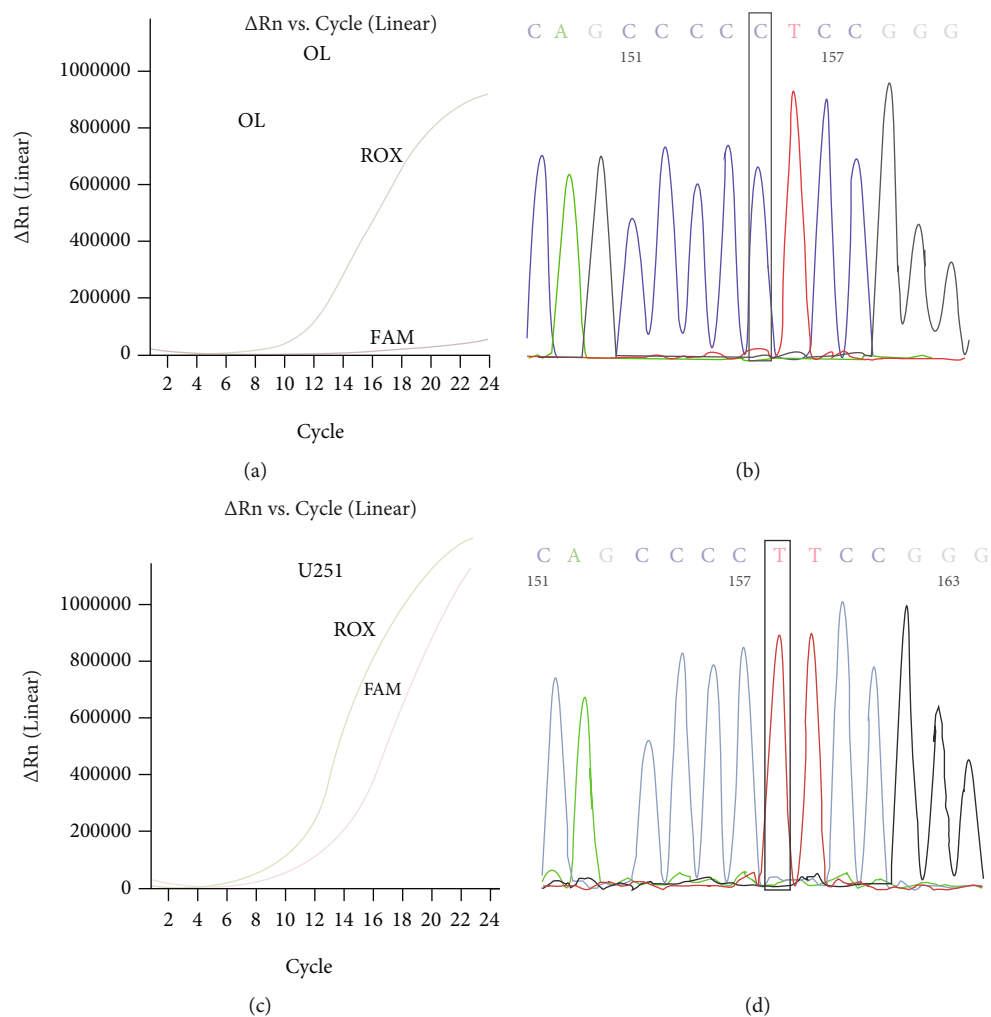 ΔRn vs. Cycle (Linear)
OL
1000000
800000
600000
400000
200000
0
ΔRn (Linear)
OL
ROX
FAM
2 4 6 8 10 12 14 16 18 20 22 24
Cycle
(a)
C A G C C C C C T C C G G G
151 157
(b)
ΔRn vs. Cycle (Linear)
U251
1000000
800000
600000
400000
200000
0
ΔRn (Linear)
ROX
FAM
2 4 6 8 10 12 14 16 18 20 22 24
Cycle
(c)
C A G C C C C T T C C G G G
151 157 163
(d)